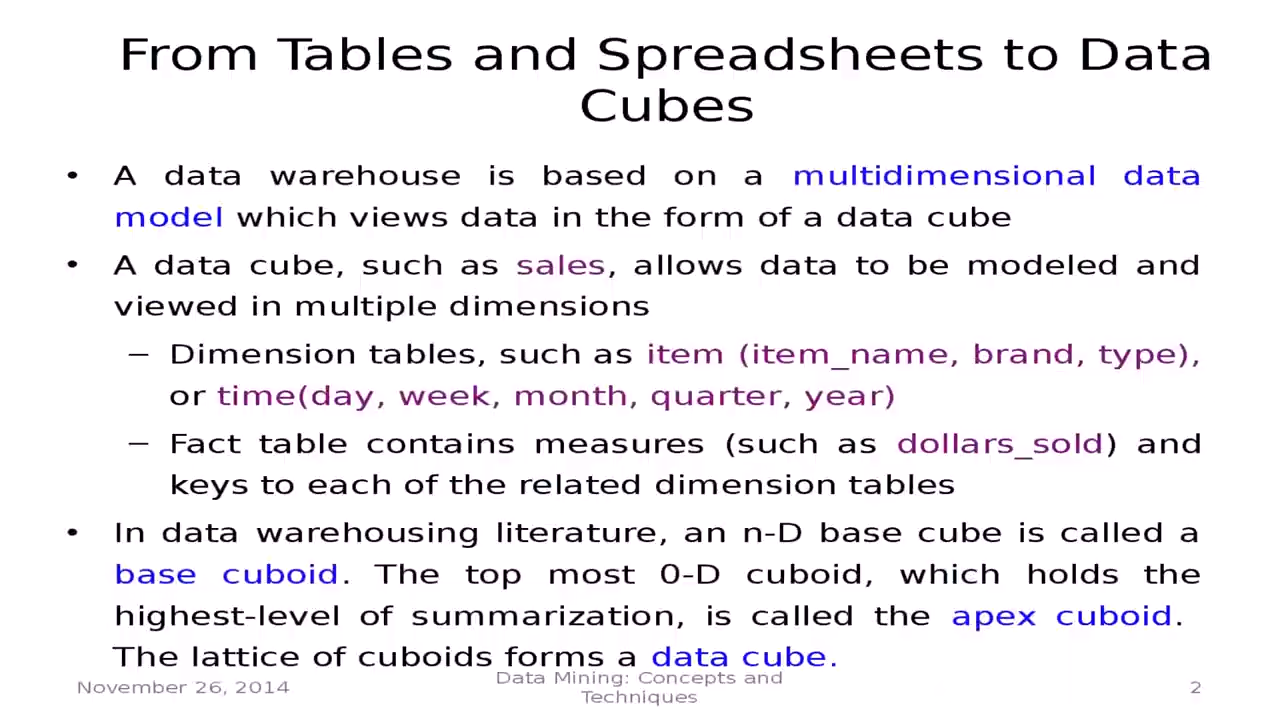 From Tables and Spreadsheets to Data
Cubes
• A data warehouse is based on a multidimensional data
model which views data in the form of a data cube
• A data cube, such as sales, allows data to be modeled and
viewed in multiple dimensions
– Dimension tables, such as item (item_name, brand, type),
or time(day, week, month, quarter, year)
– Fact table contains measures (such as dollars_sold) and
keys to each of the related dimension tables
• In data warehousing literature, an n-D base cube is called a
base cuboid. The top most 0-D cuboid, which holds the
highest-level of summarization, is called the apex cuboid.
The lattice of cuboids forms a data cube.
November 26, 2014
Data Mining: Concepts and
Techniques
2